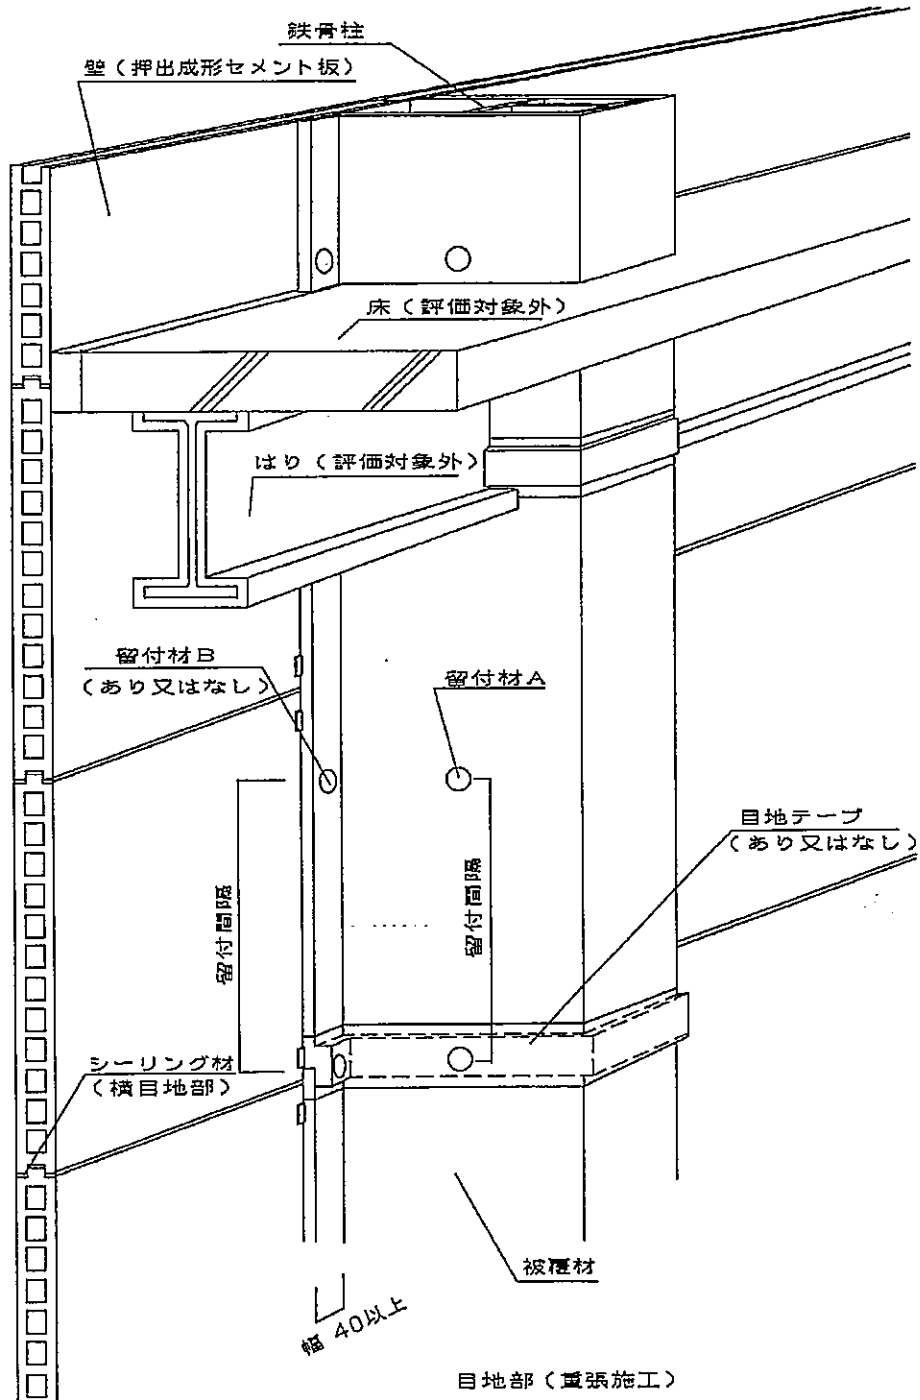 鉄骨柱
壁（押出成形セメント板）
床（評価対象外）
はり（評価対象外）
留付材B
（あり又はなし）
留付材A
目地テープ
（あり又はなし）
留付間隔
留付間隔
シーリング材
（横目地部）
被覆材
幅 40以上
目地部（重張施工）